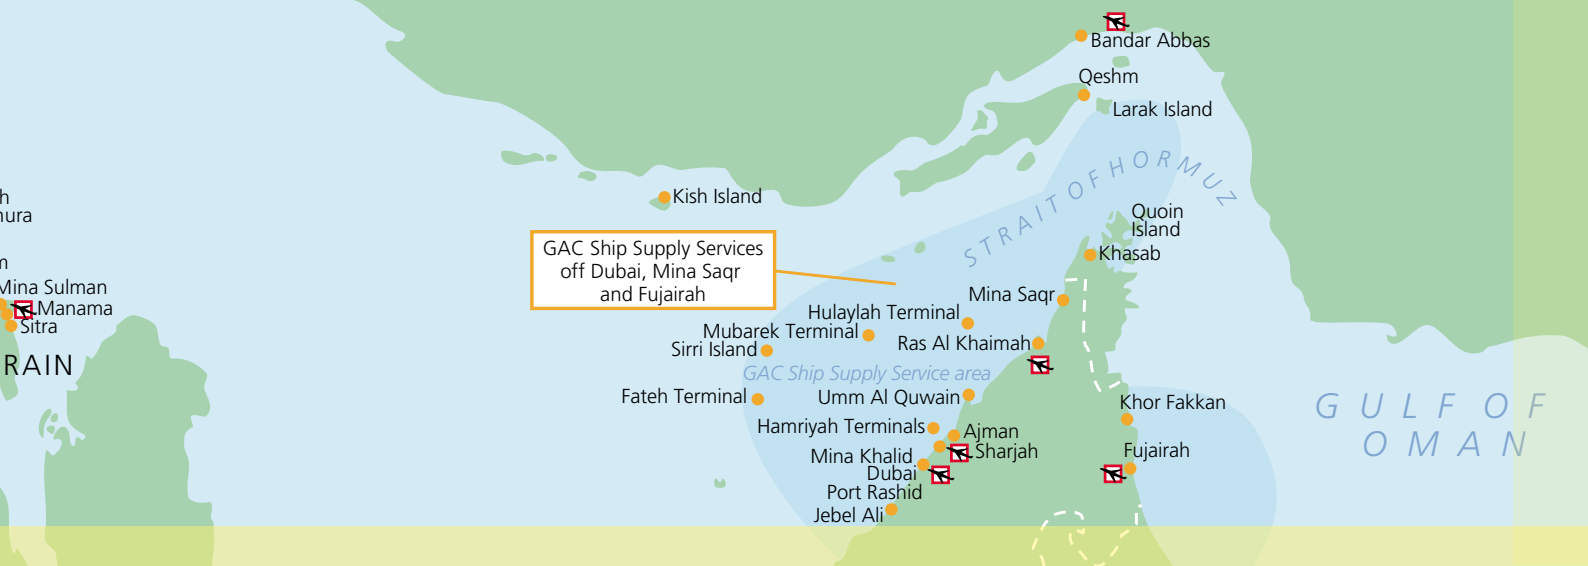 Bandar Abbas
Qeshm
Larak Island
STRAIT OF HORMUZ
Kish Island
Quoin
Island
Khasab
GAC Ship Supply Services
off Dubai, Mina Saqr
and Fujairah
Mina Sulman
Manama
Sitra
RAIN
Mina Saqr
Hulaylah Terminal
Mubarek Terminal
Sirri Island
Ras Al Khaimah
GAC Ship Supply Service area
Fateh Terminal
Umm Al Quwain
Hamriyah Terminals
Ajman
Sharjah
Mina Khalid
Dubai
Port Rashid
Jebel Ali
Khor Fakkan
Fujairah
GULF OF
OMAN